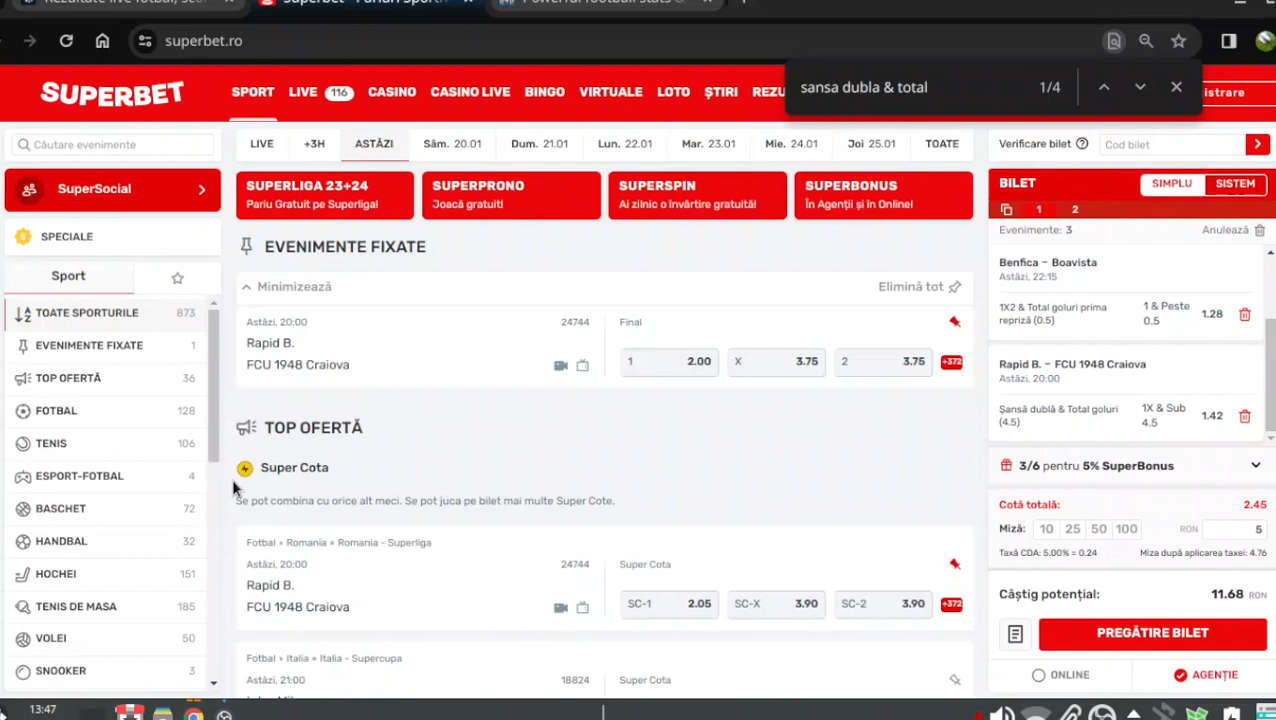 Rezultate live fotbal, sco
Superbet - Pariuri Sporti
Powerful football stats &
superbet.ro
sansa dubla & total 1/4
SUPERBET
SPORT LIVE 116 CASINO CASINO LIVE BINGO VIRTUALE LOTO ȘTIRI REZU
istrare
Căutare evenimente
LIVE +3H ASTĂZI Sâm. 20.01 Dum. 21.01 Lun. 22.01 Mar. 23.01 Mie. 24.01 Joi 25.01 TOATE
Verificare bilet Cod bilet
SuperSocial
SPECIALE
Sport
TOATE SPORTURILE 873
EVENIMENTE FIXATE 1
TOP OFERTĂ 36
FOTBAL 128
TENIS 106
ESPORT-FOTBAL 4
BASCHET 72
HANDBAL 32
HOCHEI 151
TENIS DE MASA 185
VOLEI 50
SNOOKER 3
SUPERLIGA 23+24
Pariu Gratuit pe Superliga!
SUPERPRONO
Joacă gratuit!
SUPERSPIN
Ai zilnic o învârtire gratuită!
SUPERBONUS
În Agenții și în Online!
EVENIMENTE FIXATE
Minimizează Elimină tot
Astăzi, 20:00 24744 Final
Rapid B.
FCU 1948 Craiova
1 2.00 X 3.75 2 3.75 +372
TOP OFERTĂ
Super Cota
Se pot combina cu orice alt meci. Se pot juca pe bilet mai multe Super Cote.
Fotbal • Romania • Romania - Superliga
Astăzi, 20:00 24744 Super Cota
Rapid B.
FCU 1948 Craiova
SC-1 2.05 SC-X 3.90 SC-2 3.90 +372
Fotbal • Italia • Italia - Supercupa
Astăzi, 21:00 18824 Super Cota
BILET SIMPLU SISTEM
1 2
Evenimente: 3 Anulează
Benfica – Boavista
Astăzi, 22:15
1X2 & Total goluri prima
repriză (0.5)
1 & Peste
0.5
1.28
Rapid B. – FCU 1948 Craiova
Astăzi, 20:00
Șansă dublă & Total goluri
(4.5)
1X & Sub
4.5
1.42
3/6 pentru 5% SuperBonus
Cotă totală: 2.45
Miză: 10 25 50 100 RON 5
Taxă CDA: 5.00% = 0.24 Miza după aplicarea taxei: 4.76
Câștig potențial: 11.68 RON
PREGĂTIRE BILET
ONLINE AGENȚIE
13:47